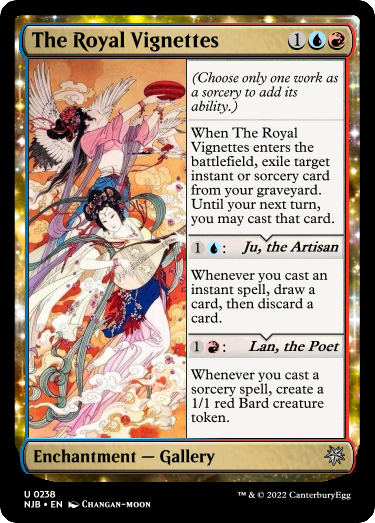 The Royal Vignettes 1
(Choose only one work as
a sorcery to add its
ability.)
When The Royal
Vignettes enters the
battlefield, exile target
instant or sorcery card
from your graveyard.
Until your next turn,
you may cast that card.
1 : Ju, the Artisan
Whenever you cast an
instant spell, draw a
card, then discard a
card.
1 : Lan, the Poet
Whenever you cast a
sorcery spell, create a
1/1 red Bard creature
token.
Enchantment — Gallery
U 0238
NJB • EN Changan-moon
™ & © 2022 CanterburyEgg